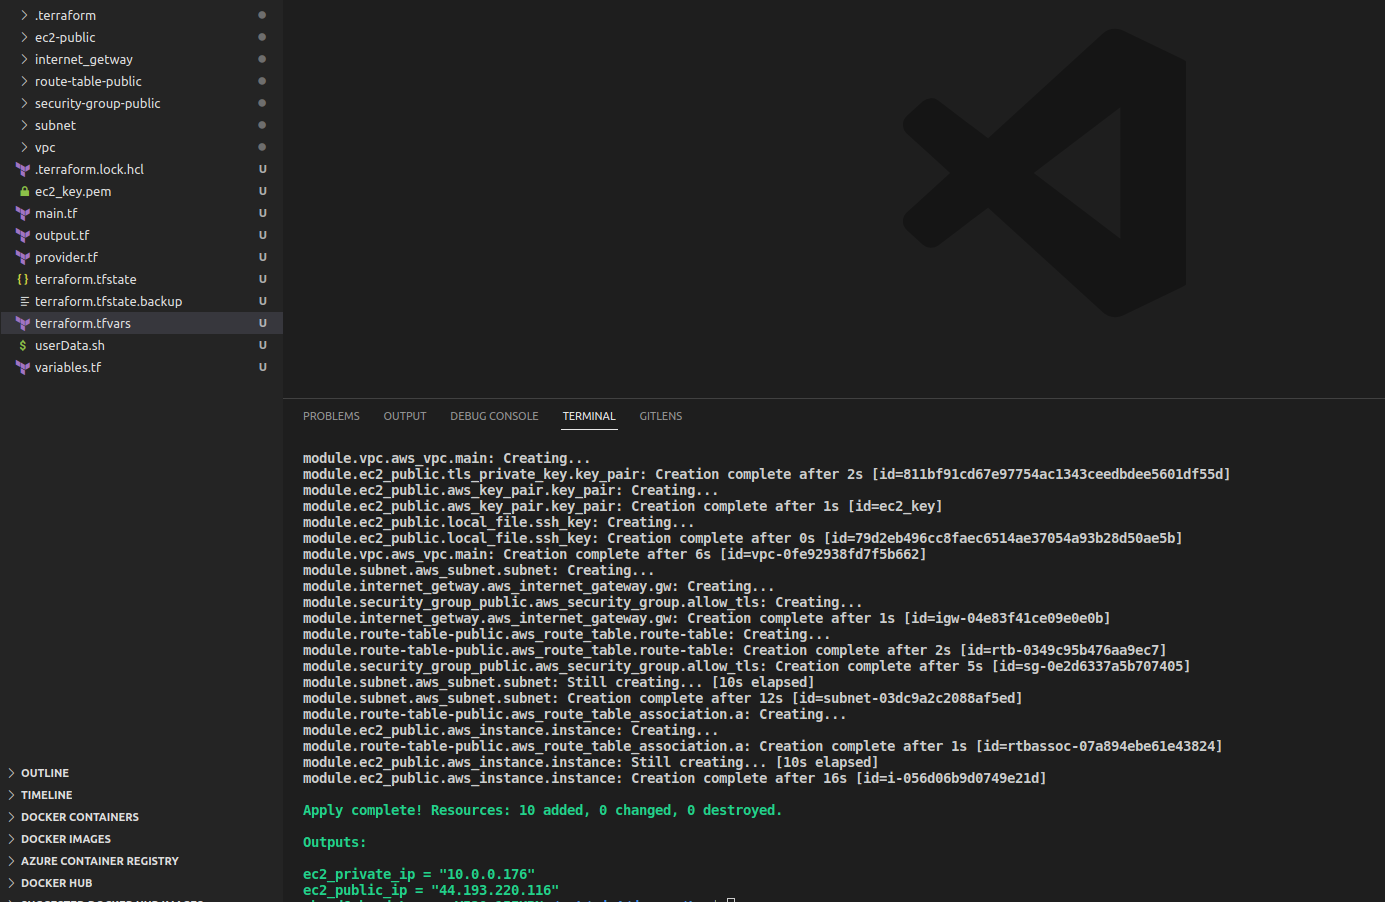 .terraform
ec2-public
internet_getway
route-table-public
security-group-public
subnet
vpc
.terraform.lock.hcl U
ec2_key.pem U
main.tf U
output.tf U
provider.tf U
terraform.tfstate U
terraform.tfstate.backup U
terraform.tfvars U
$ userData.sh U
variables.tf U
OUTLINE
TIMELINE
DOCKER CONTAINERS
DOCKER IMAGES
AZURE CONTAINER REGISTRY
DOCKER HUB
PROBLEMS OUTPUT DEBUG CONSOLE TERMINAL GITLENS
module.vpc.aws_vpc.main: Creating...
module.ec2_public.tls_private_key.key_pair: Creation complete after 2s [id=811bf91cd67e97754ac1343ceedbdee5601df55d]
module.ec2_public.aws_key_pair.key_pair: Creating...
module.ec2_public.aws_key_pair.key_pair: Creation complete after 1s [id=ec2_key]
module.ec2_public.local_file.ssh_key: Creating...
module.ec2_public.local_file.ssh_key: Creation complete after 0s [id=79d2eb496cc8faec6514ae37054a93b28d50ae5b]
module.vpc.aws_vpc.main: Creation complete after 6s [id=vpc-0fe92938fd7f5b662]
module.subnet.aws_subnet.subnet: Creating...
module.internet_getway.aws_internet_gateway.gw: Creating...
module.security_group_public.aws_security_group.allow_tls: Creating...
module.internet_getway.aws_internet_gateway.gw: Creation complete after 1s [id=igw-04e83f41ce09e0e0b]
module.route-table-public.aws_route_table.route-table: Creating...
module.route-table-public.aws_route_table.route-table: Creation complete after 2s [id=rtb-0349c95b476aa9ec7]
module.security_group_public.aws_security_group.allow_tls: Creation complete after 5s [id=sg-0e2d6337a5b707405]
module.subnet.aws_subnet.subnet: Still creating... [10s elapsed]
module.subnet.aws_subnet.subnet: Creation complete after 12s [id=subnet-03dc9a2c2088af5ed]
module.route-table-public.aws_route_table_association.a: Creating...
module.ec2_public.aws_instance.instance: Creating...
module.route-table-public.aws_route_table_association.a: Creation complete after 1s [id=rtbassoc-07a894ebe61e43824]
module.ec2_public.aws_instance.instance: Still creating... [10s elapsed]
module.ec2_public.aws_instance.instance: Creation complete after 16s [id=i-056d06b9d0749e21d]
Apply complete! Resources: 10 added, 0 changed, 0 destroyed.
Outputs:
ec2_private_ip = "10.0.0.176"
ec2_public_ip = "44.193.220.116"